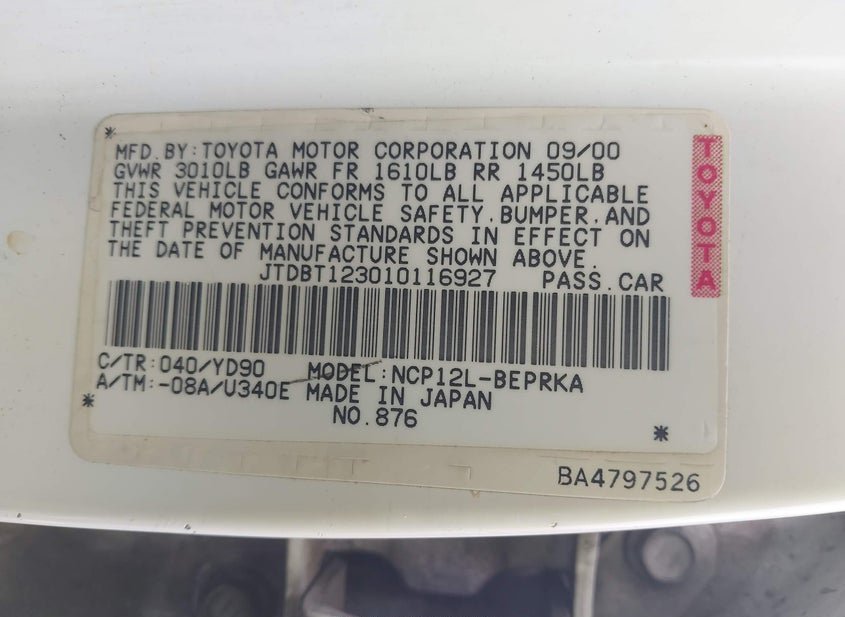 MFD. BY: TOYOTA MOTOR CORPORATION 09/00
GVWR 3010LB GAWR FR 1610LB RR 1450LB
THIS VEHICLE CONFORMS TO ALL APPLICABLE
FEDERAL MOTOR VEHICLE SAFETY, BUMPER, AND
THEFT PREVENTION STANDARDS IN EFFECT ON
THE DATE OF MANUFACTURE SHOWN ABOVE.
JTDBT123010116927 PASS. CAR
C/TR: 040/YD90 MODEL: NCP12L-BEPRKA
A/TM: -08A/U340E MADE IN JAPAN
NO. 876
BA4797526
TOYOTA